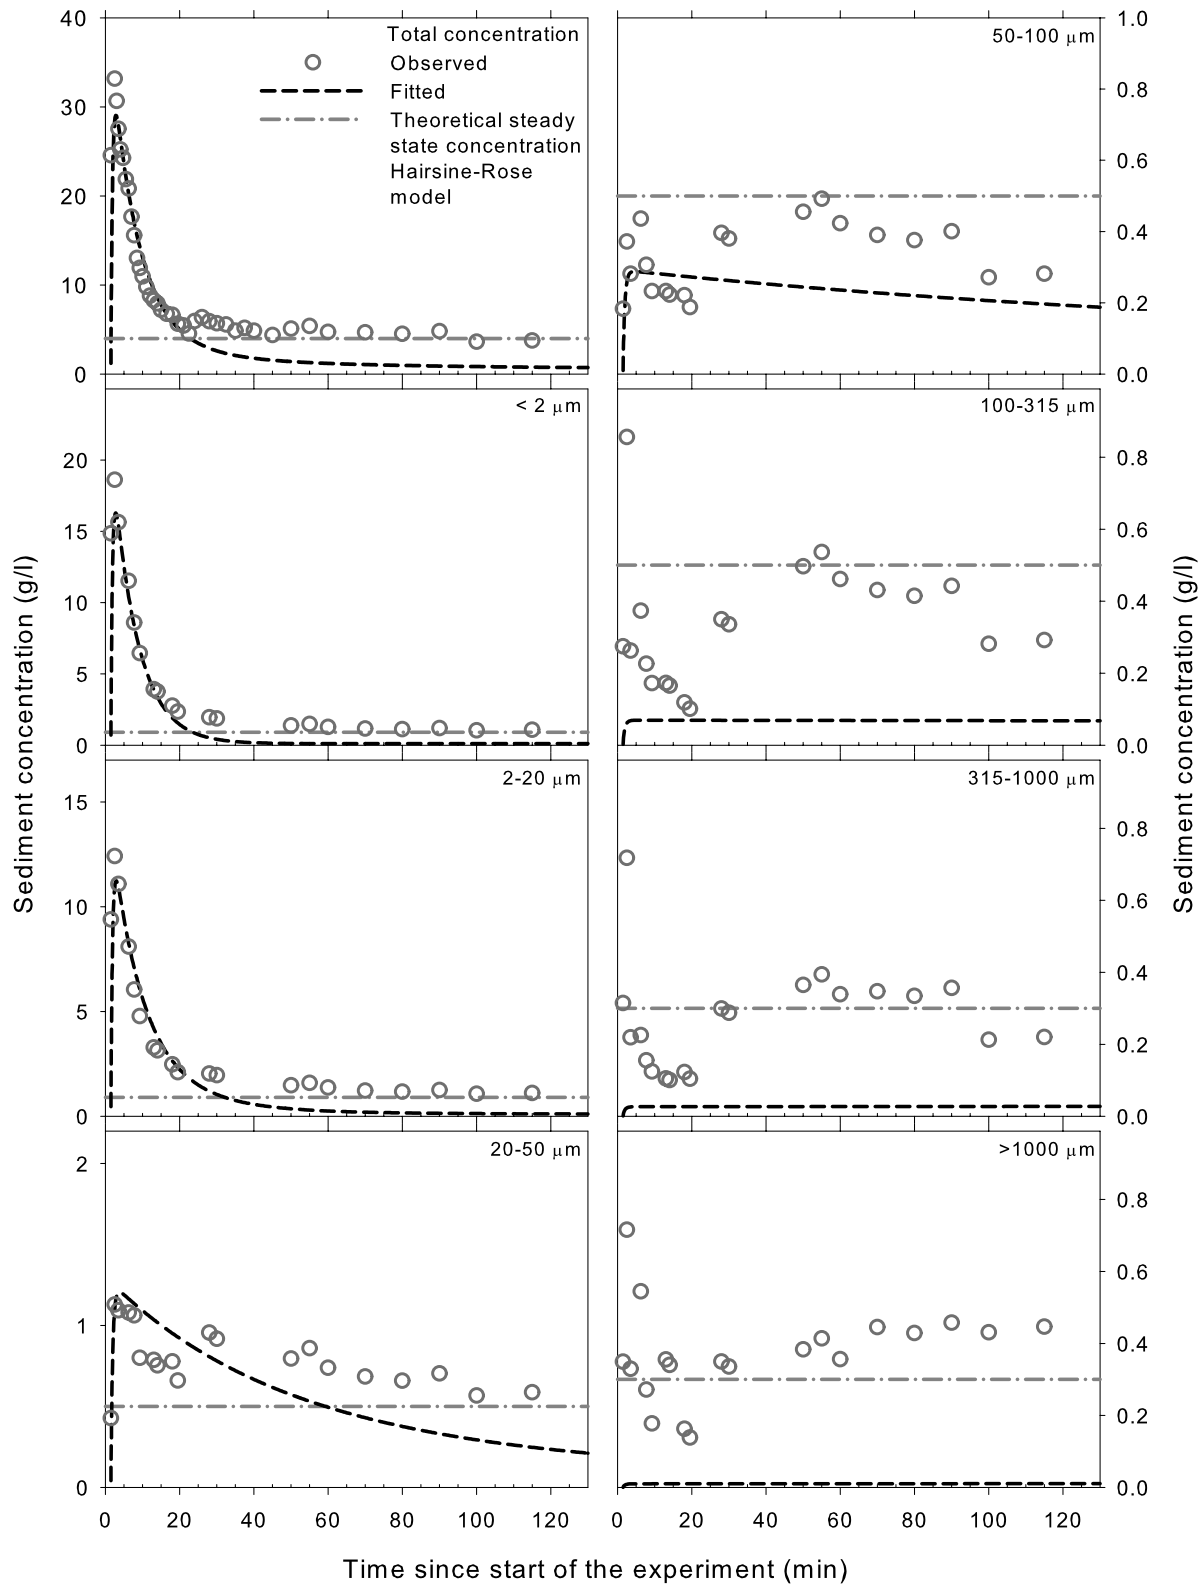 Total concentration
Observed
Fitted
Theoretical steady
state concentration
Hairsine-Rose
model
40
30
20
10
0
50-100 μm
1.0
0.8
0.6
0.4
0.2
0.0
< 2 μm
20
15
10
5
0
100-315 μm
0.8
0.6
0.4
0.2
0.0
2-20 μm
15
10
5
0
315-1000 μm
0.8
0.6
0.4
0.2
0.0
20-50 μm
2
1
0
>1000 μm
0.8
0.6
0.4
0.2
0.0
0 20 40 60 80 100 120
0 20 40 60 80 100 120
Sediment concentration (g/l)
Sediment concentration (g/l)
Time since start of the experiment (min)